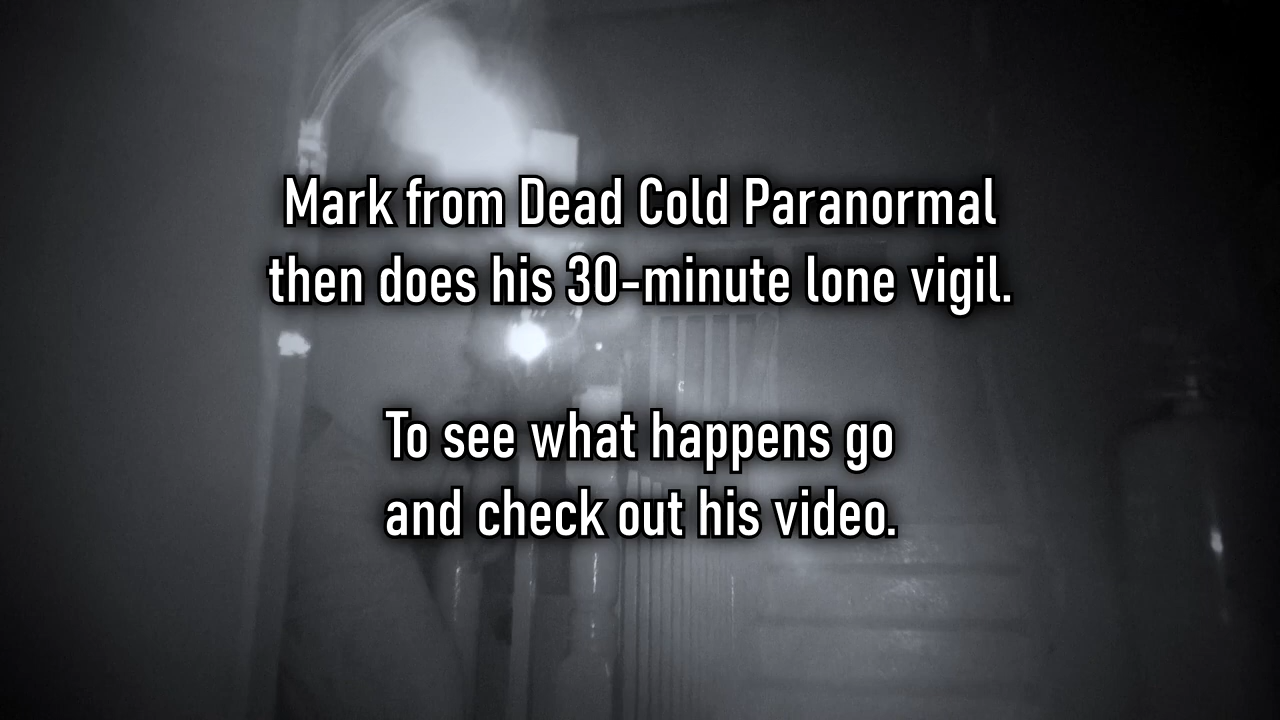 Mark from Dead Cold Paranormal
then does his 30-minute lone vigil.
To see what happens go
and check out his video.